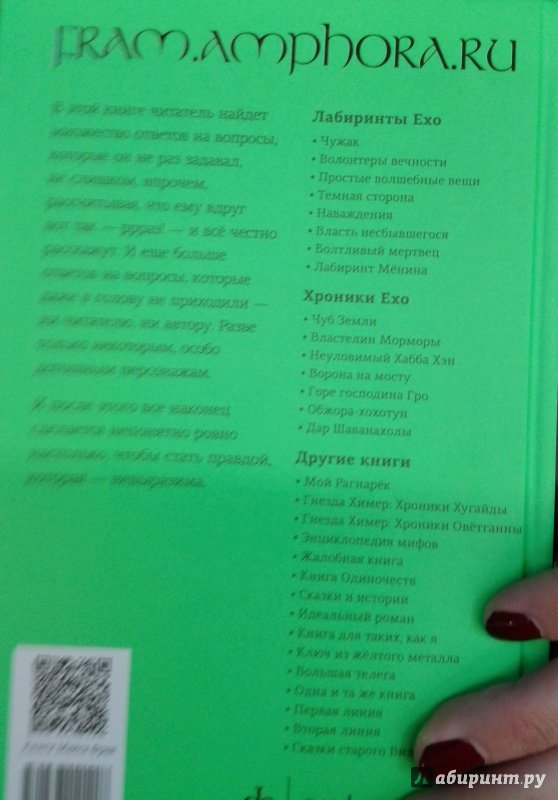 FRAM.AMPHORA.RU
В этой книге читатель найдет
множество ответов на вопросы,
которые он не раз задавал,
не слишком, впрочем,
рассчитывая, что ему вдруг
вот так — ррраз! — и всё честно
расскажут. И еще больше
ответов на вопросы, которые
даже в голову не приходили —
ни читателю, ни автору. Разве
только некоторым, особо
дотошным персонажам.
И после этого все наконец
сделается непонятно ровно
настолько, чтобы стать правдой,
которая — невыразима.
Лабиринты Ехо
• Чужак
• Волонтеры вечности
• Простые волшебные вещи
• Темная сторона
• Наваждения
• Власть несбывшегося
• Болтливый мертвец
• Лабиринт Мёнина
Хроники Ехо
• Чуб Земли
• Властелин Морморы
• Неуловимый Хабба Хэн
• Ворона на мосту
• Горе господина Гро
• Обжора-хохотун
• Дар Шаванахолы
Другие книги
• Мой Рагнарёк
• Гнезда Химер: Хроники Хугайды
• Гнезда Химер: Хроники Овётганны
• Энциклопедия мифов
• Жалобная книга
• Книга Одиночеств
• Сказки и истории
• Идеальный роман
• Книга для таких, как я
• Ключ из жёлтого металла
• Большая телега
• Одна и та же книга
• Первая линия
• Вторая линия
• Сказки старого Вил
Лабиринт.ру